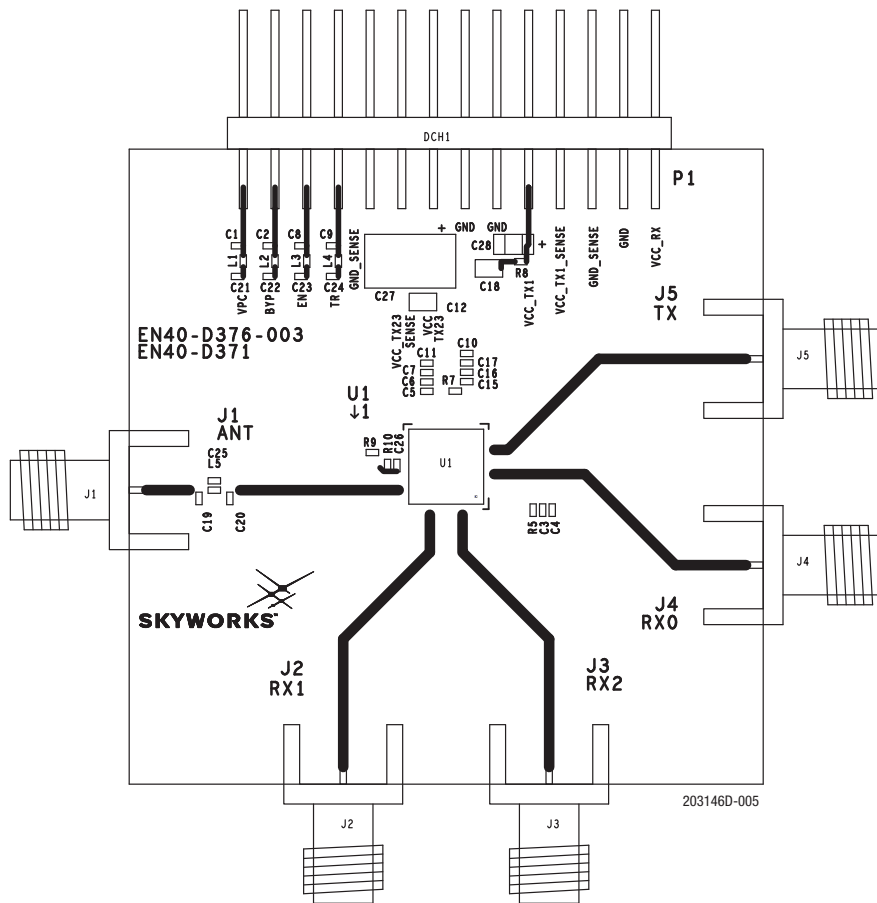 DCH1
P1
C1
C2
C8
C9
L1
L2
L3
L4
C21
C22
C23
C24
VPC
BYP
EN
TR
GND_SENSE
+
GND
GND
C28
+
C18
R8
C27
C12
VCC_TX1
VCC_TX1_SENSE
GND_SENSE
GND
VCC_RX
VCC_TX23
SENSE
VCC
TX23
EN40-D376-003
EN40-D371
C11
C7
C6
C5
C10
C17
C16
C15
R7
J5
TX
J5
U1
↓1
J1
ANT
J1
C25
L5
C19
C20
R9
R10
C26
U1
R5
C3
C4
J4
J4
RX0
SKYWORKS
J2
RX1
J3
RX2
J2
J3
203146D-005